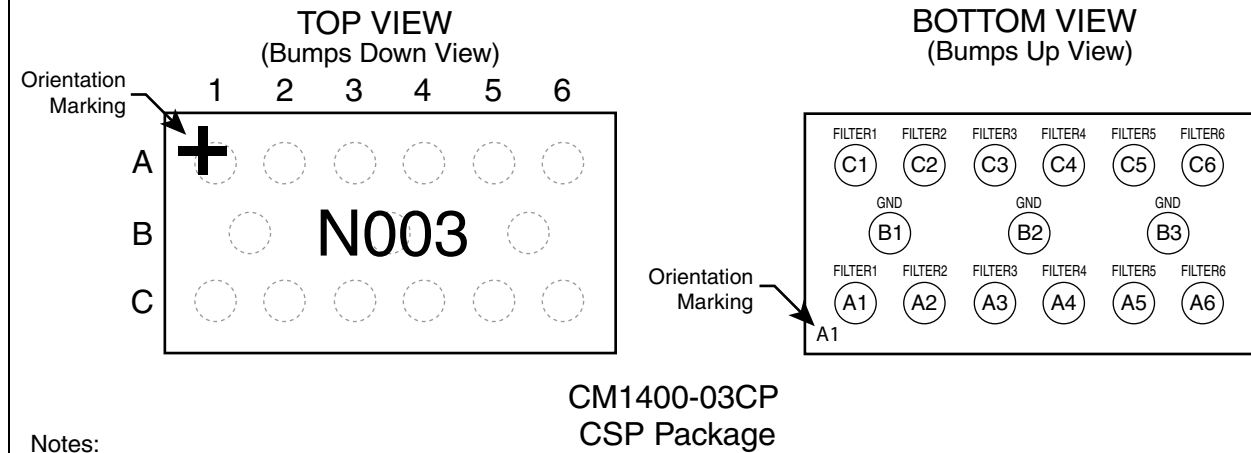 TOP VIEW
(Bumps Down View)
Orientation
Marking
1 2 3 4 5 6
A
B
C
N003
BOTTOM VIEW
(Bumps Up View)
FILTER1 FILTER2 FILTER3 FILTER4 FILTER5 FILTER6
C1 C2 C3 C4 C5 C6
GND GND GND
B1 B2 B3
FILTER1 FILTER2 FILTER3 FILTER4 FILTER5 FILTER6
A1 A2 A3 A4 A5 A6
Orientation
Marking
A1
CM1400-03CP
CSP Package
Notes: